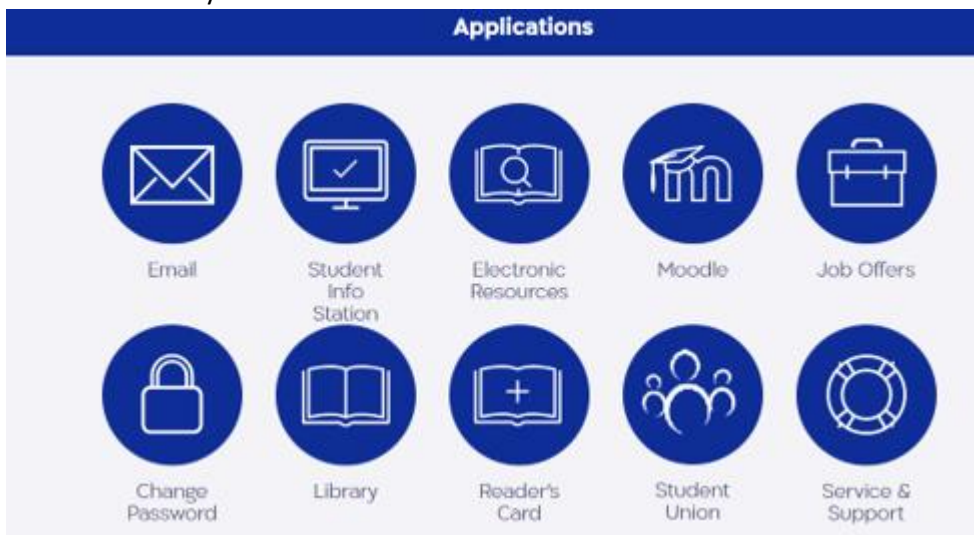 Applications
Email
Student
Info
Station
Electronic
Resources
Moodle
Job Offers
Change
Password
Library
Reader's
Card
Student
Union
Service &
Support